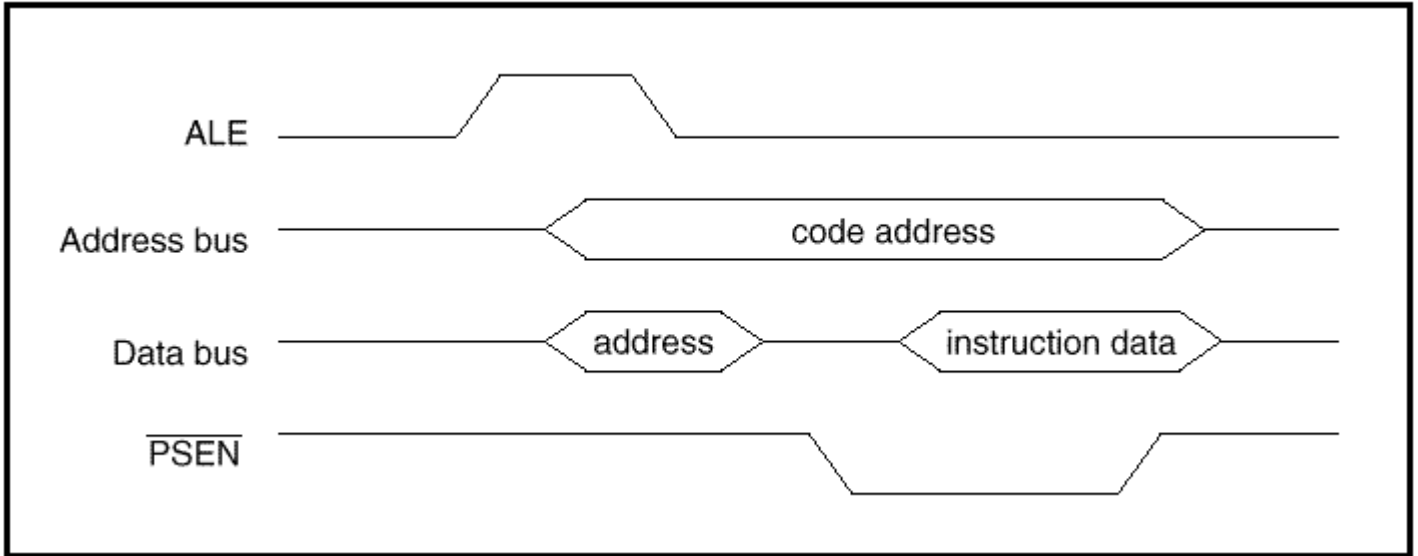 ALE
Address bus
code address
Data bus
address
instruction data
PSEN